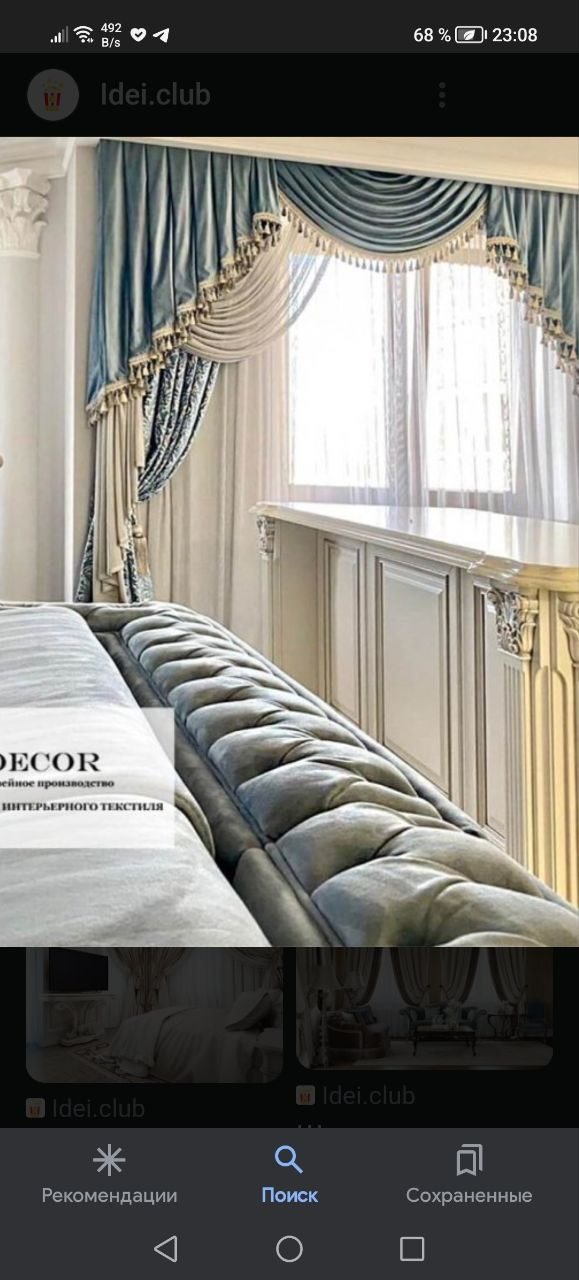 492
B/s
68 %
23:08
Idei.club
DECOR
ейное производство
ИНТЕРЬЕРНОГО ТЕКСТИЛЯ
Idei.club
Idei.club
Рекомендации
Поиск
Сохраненные